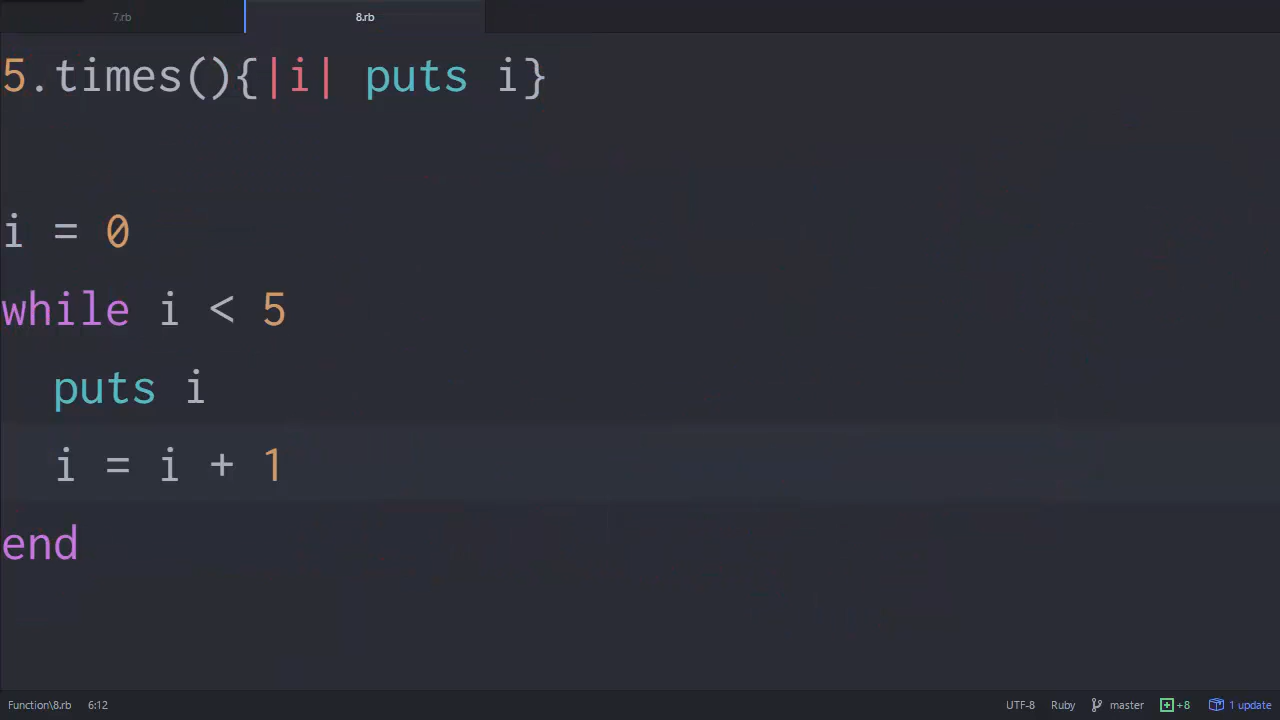 7.rb
8.rb
5.times(){|i| puts i}
i = 0
while i < 5
  puts i
  i = i + 1
end
Function\8.rb 6:12 UTF-8 Ruby master +8 1 update